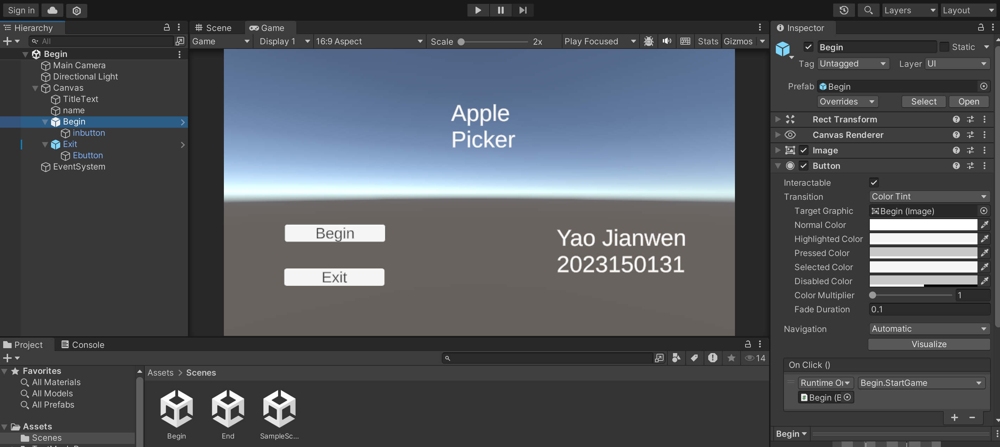 Sign in
Layers
Layout
Hierarchy
Scene
Game
Inspector
All
Game
Display 1
16:9 Aspect
Scale
2x
Play Focused
Stats
Gizmos
Begin
Main Camera
Directional Light
Canvas
TitleText
name
Begin
inbutton
Exit
Ebutton
EventSystem
Apple
Picker
Begin
Exit
Yao Jianwen
2023150131
Begin
Static
Tag
Untagged
Layer
UI
Prefab
Begin
Overrides
Select
Open
Rect Transform
Canvas Renderer
Image
Button
Interactable
Transition
Color Tint
Target Graphic
Begin (Image)
Normal Color
Highlighted Color
Pressed Color
Selected Color
Disabled Color
Color Multiplier
1
Fade Duration
0.1
Navigation
Automatic
Visualize
On Click ()
Runtime
Begin.StartGame
Begin
Begin
Project
Console
14
Favorites
All Materials
All Models
All Prefabs
Assets
Scenes
Assets > Scenes
Begin
End
SampleSc...